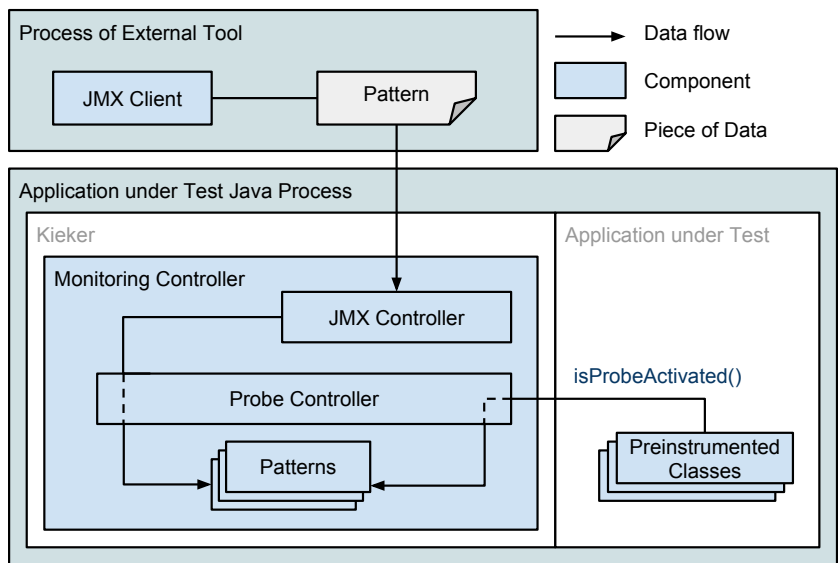 Process of External Tool
JMX Client
Pattern
Data flow
Component
Piece of Data
Application under Test Java Process
Kieker
Application under Test
Monitoring Controller
JMX Controller
isProbeActivated()
Probe Controller
Patterns
Preinstrumented
Classes